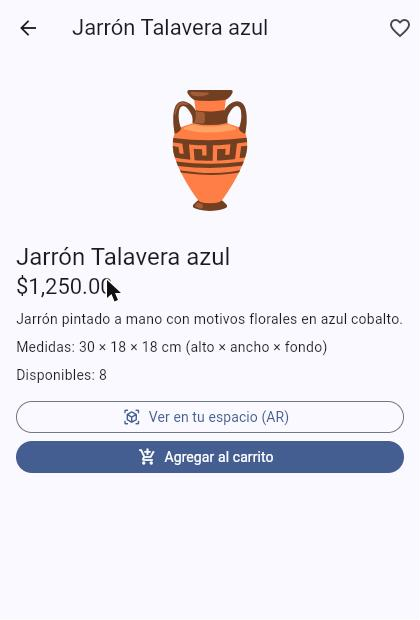 Jarrón Talavera azul
Jarrón Talavera azul
$1,250.00
Jarrón pintado a mano con motivos florales en azul cobalto.
Medidas: 30 × 18 × 18 cm (alto × ancho × fondo)
Disponibles: 8
Ver en tu espacio (AR)
Agregar al carrito